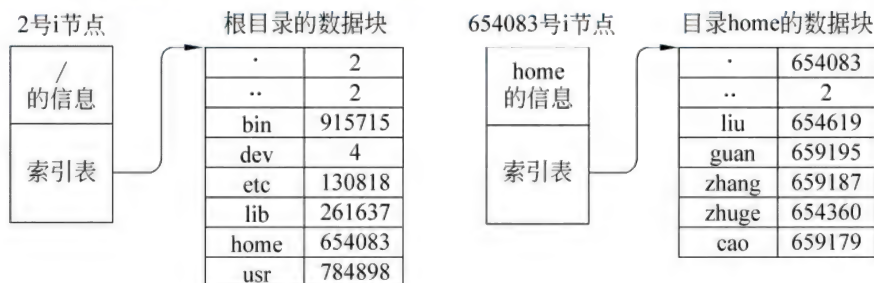 2号i节点
/
的信息
索引表
根目录的数据块
· 2
·· 2
bin 915715
dev 4
etc 130818
lib 261637
home 654083
usr 784898
654083号i节点
home
的信息
索引表
目录home的数据块
· 654083
·· 2
liu 654619
guan 659195
zhang 659187
zhuge 654360
cao 659179